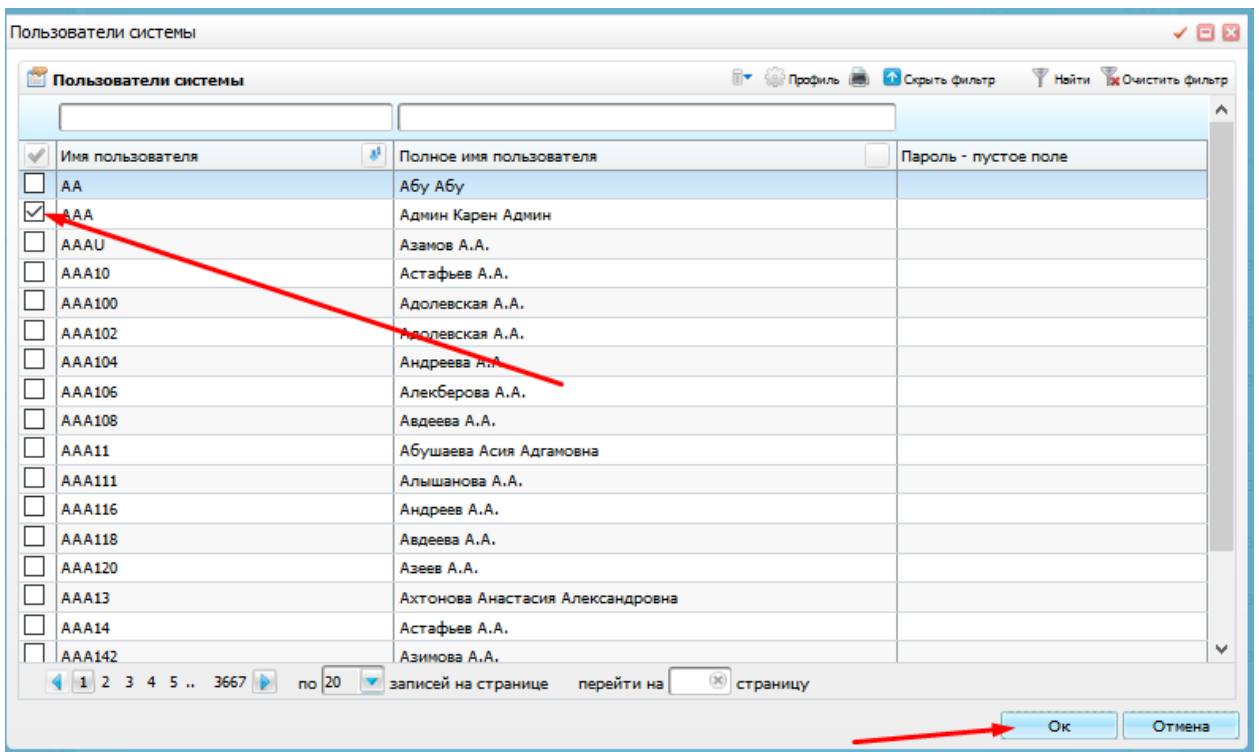 Пользователи системы
Пользователи системы Профиль Скрыть фильтр Найти Очистить фильтр
Имя пользователя Полное имя пользователя Пароль - пустое поле
AA Абу Абу
AAA Админ Карен Админ
AAAU Азамов А.А.
AAA10 Астафьев А.А.
AAA100 Адолевская А.А.
AAA102 Адолевская А.А.
AAA104 Андреева А.А.
AAA106 Алекберова А.А.
AAA108 Авдеева А.А.
AAA11 Абушаева Асия Адгамовна
AAA111 Алышанова А.А.
AAA116 Андреев А.А.
AAA118 Авдеева А.А.
AAA120 Азеев А.А.
AAA13 Ахтонова Анастасия Александровна
AAA14 Астафьев А.А.
AAA142 Азимова А.А.
1 2 3 4 5 .. 3667 по 20 записей на странице перейти на страницу
Ок Отмена